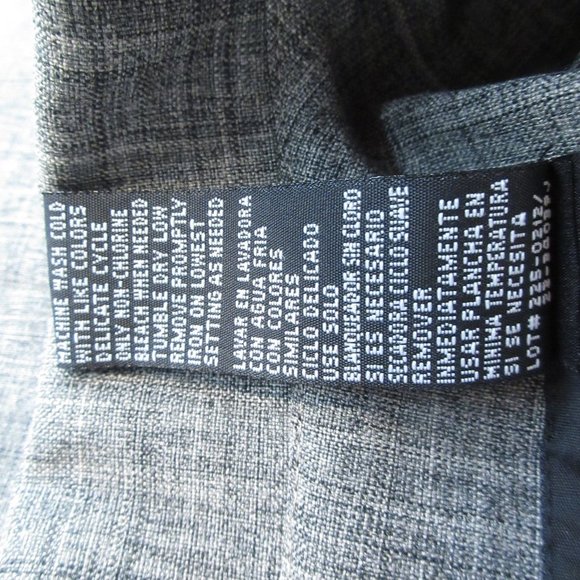 MACHINE WASH COLD
WITH LIKE COLORS
DELICATE CYCLE
ONLY NON-CHLORINE
BLEACH WHEN NEEDED
TUMBLE DRY LOW
REMOVE PROMPTLY
IRON ON LOWEST
SETTING AS NEEDED
LAVAR EN LAVADORA
CON AGUA FRIA
CON COLORES
SIMILARES
CICLO DELICADO
USE SOLO
BLANQUEADOR SIN CLORO
SI ES NECESARIO
SECADORA CICLO SUAVE
REMOVER
INMEDIATAMENTE
USAR PLANCHA EN
MINIMA TEMPERATURA
SI SE NECESITA
LOT#